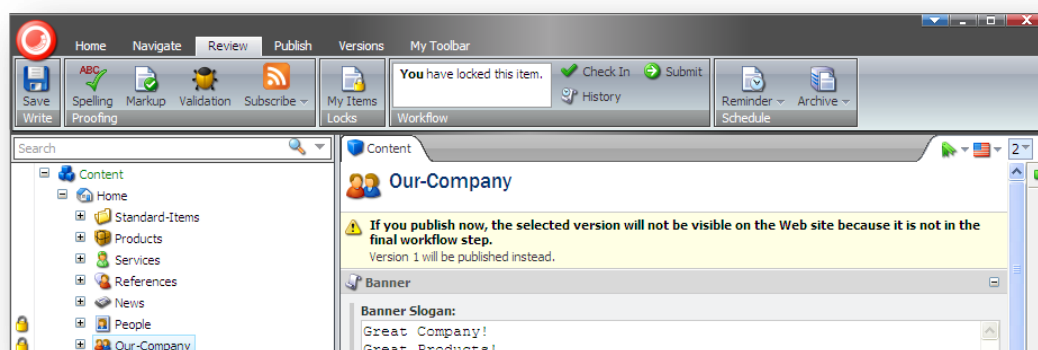 Home Navigate Review Publish Versions My Toolbar
ABC
You have locked this item.
Check In Submit
History
Save Spelling Markup Validation Subscribe My Items Reminder Archive
Write Proofing Locks Workflow Schedule
Search
Content
2
Content
Home
Standard-Items
Products
Services
References
News
People
Our-Company
Our-Company
If you publish now, the selected version will not be visible on the Web site because it is not in the
final workflow step.
Version 1 will be published instead.
Banner
Banner Slogan:
Great Company!
Great Products!